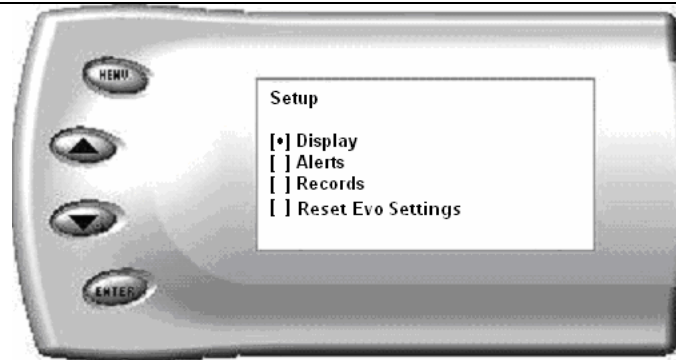 MENU
Setup
[•] Display
[ ] Alerts
[ ] Records
[ ] Reset Evo Settings
ENTER